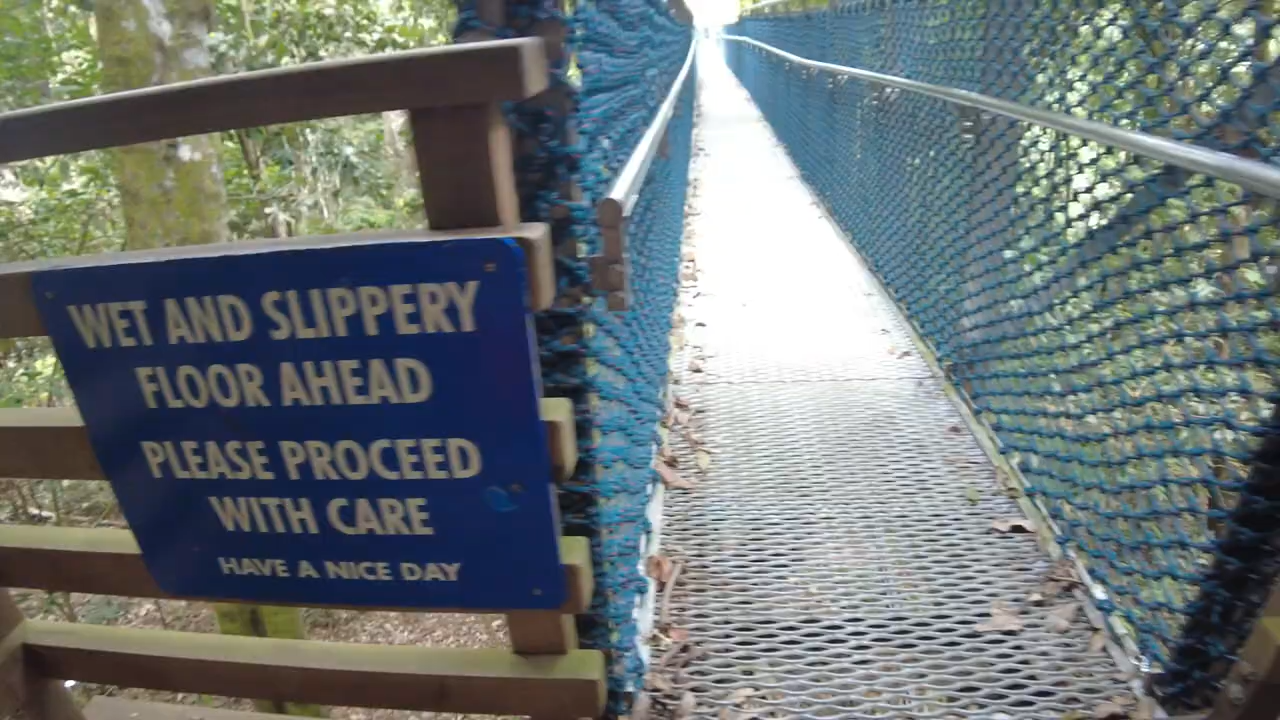 WET AND SLIPPERY
FLOOR AHEAD
PLEASE PROCEED
WITH CARE
HAVE A NICE DAY